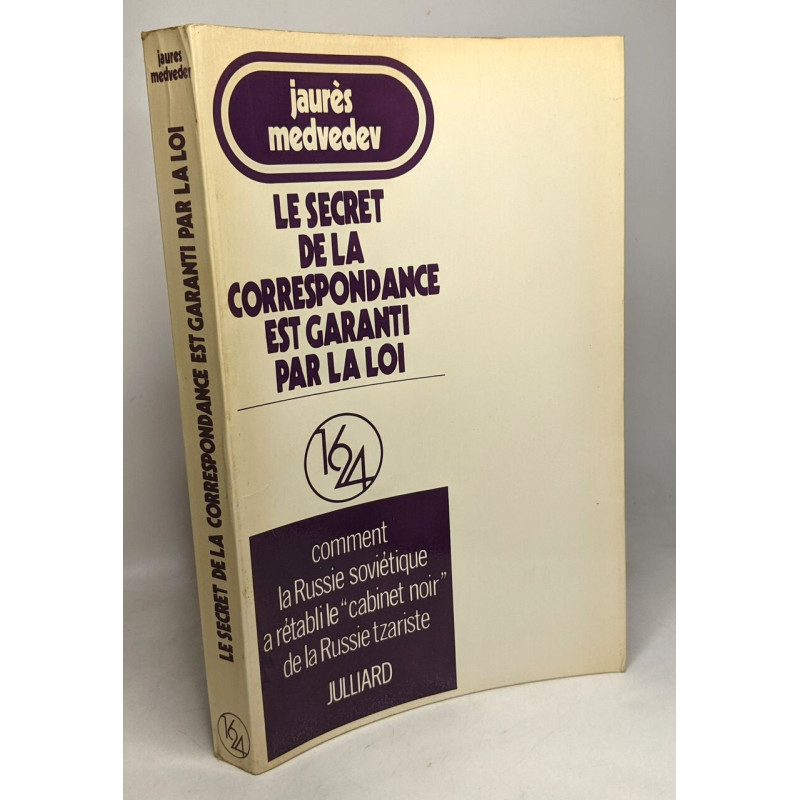 jaurès
medvedev
LE SECRET DE LA CORRESPONDANCE EST GARANTI PAR LA LOI
1624
jaurès
medvedev
LE SECRET
DE LA
CORRESPONDANCE
EST GARANTI
PAR LA LOI
1624
comment
la Russie soviétique
a rétabli le "cabinet noir"
de la Russie tzariste
JULLIARD